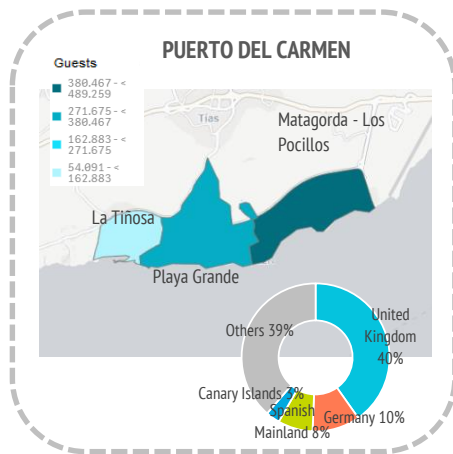 PUERTO DEL CARMEN
Guests
380.467 - <
489.259
271.675 - <
380.467
162.883 - <
271.675
54.091 - <
162.883
Tías
Matagorda - Los
Pocillos
La Tiñosa
Playa Grande
United
Kingdom
40%
Others 39%
Canary Islands 3%
Spanish
Mainland 8%
Germany 10%